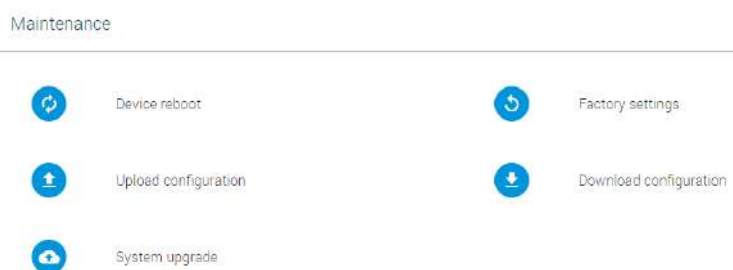 Maintenance
Device reboot
Factory settings
Upload configuration
Download configuration
System upgrade